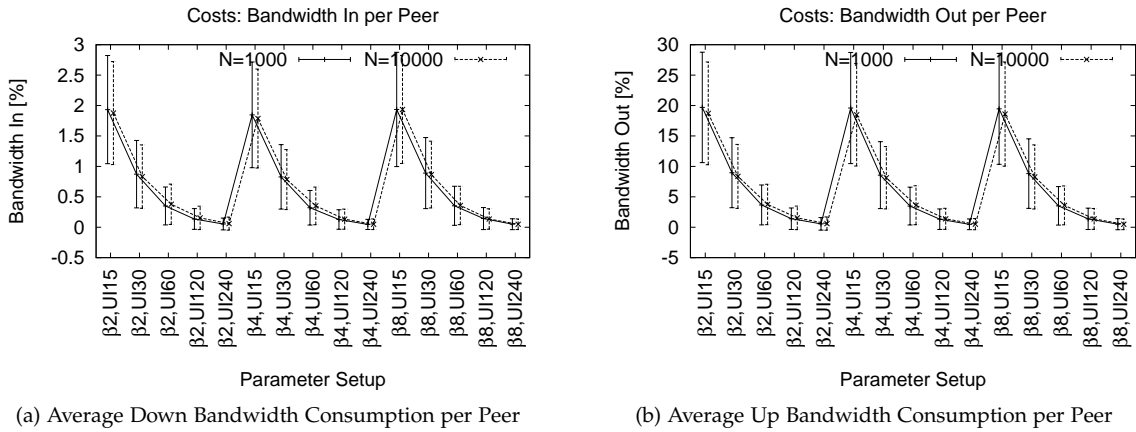 Costs: Bandwidth In per Peer
Bandwidth In [%]
3
2.5
2
1.5
1
0.5
0
-0.5
N=1000
N=10000
β2,UI15
β2,UI30
β2,UI60
β2,UI120
β2,UI240
β4,UI15
β4,UI30
β4,UI60
β4,UI120
β4,UI240
β8,UI15
β8,UI30
β8,UI60
β8,UI120
β8,UI240
Parameter Setup
(a) Average Down Bandwidth Consumption per Peer
Costs: Bandwidth Out per Peer
Bandwidth Out [%]
30
25
20
15
10
5
0
-5
N=1000
N=10000
β2,UI15
β2,UI30
β2,UI60
β2,UI120
β2,UI240
β4,UI15
β4,UI30
β4,UI60
β4,UI120
β4,UI240
β8,UI15
β8,UI30
β8,UI60
β8,UI120
β8,UI240
Parameter Setup
(b) Average Up Bandwidth Consumption per Peer